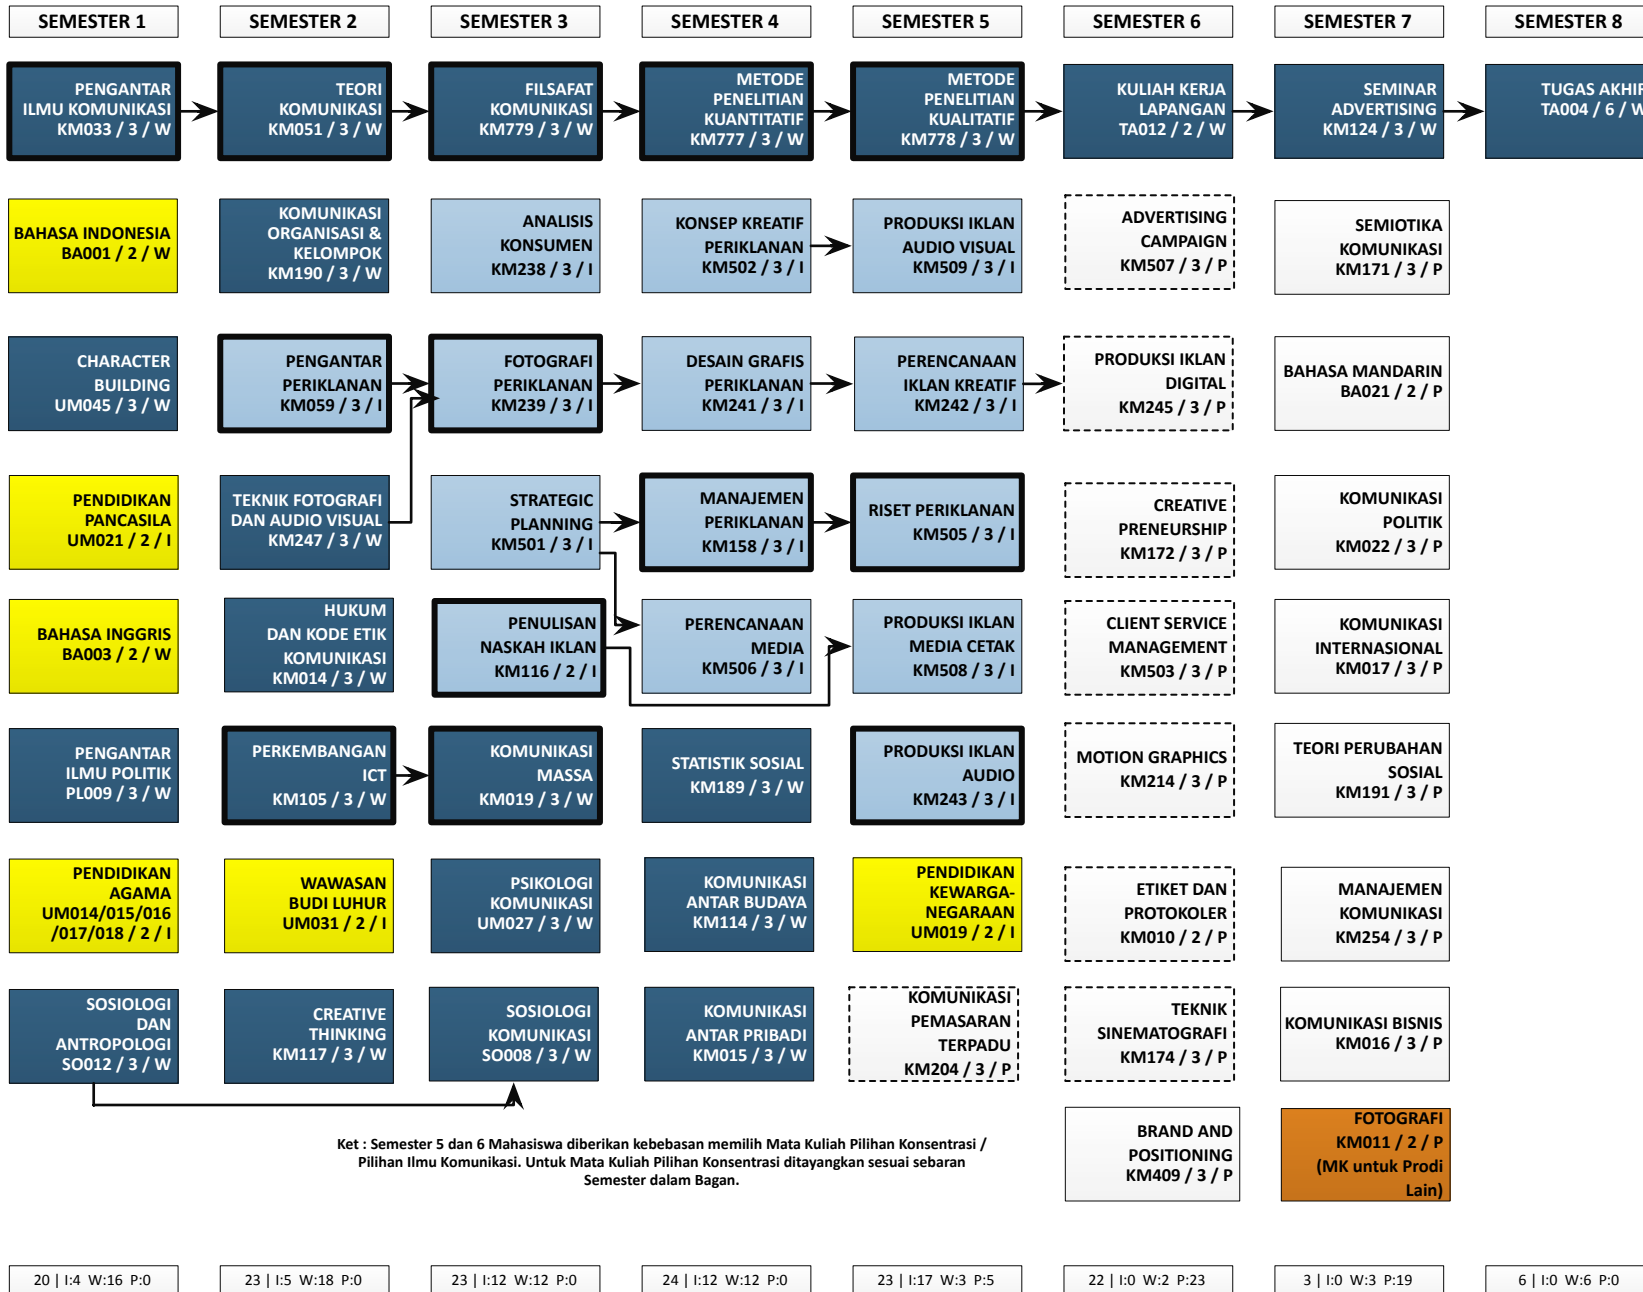 SEMESTER 1
SEMESTER 2
SEMESTER 3
SEMESTER 4
SEMESTER 5
SEMESTER 6
SEMESTER 7
SEMESTER 8
PENGANTAR
ILMU KOMUNIKASI
KM033 / 3 / W
TEORI
KOMUNIKASI
KM051 / 3 / W
FILSAFAT
KOMUNIKASI
KM779 / 3 / W
METODE
PENELITIAN
KUANTITATIF
KM777 / 3 / W
METODE
PENELITIAN
KUALITATIF
KM778 / 3 / W
KULIAH KERJA
LAPANGAN
TA012 / 2 / W
SEMINAR
ADVERTISING
KM124 / 3 / W
TUGAS AKHIR
TA004 / 6 / W
BAHASA INDONESIA
BA001 / 2 / W
KOMUNIKASI
ORGANISASI &
KELOMPOK
KM190 / 3 / W
ANALISIS
KONSUMEN
KM238 / 3 / I
KONSEP KREATIF
PERIKLANAN
KM502 / 3 / I
PRODUKSI IKLAN
AUDIO VISUAL
KM509 / 3 / I
ADVERTISING
CAMPAIGN
KM507 / 3 / P
SEMIOTIKA
KOMUNIKASI
KM171 / 3 / P
CHARACTER
BUILDING
UM045 / 3 / W
PENGANTAR
PERIKLANAN
KM059 / 3 / I
FOTOGRAFI
PERIKLANAN
KM239 / 3 / I
DESAIN GRAFIS
PERIKLANAN
KM241 / 3 / I
PERENCANAAN
IKLAN KREATIF
KM242 / 3 / I
PRODUKSI IKLAN
DIGITAL
KM245 / 3 / P
BAHASA MANDARIN
BA021 / 2 / P
PENDIDIKAN
PANCASILA
UM021 / 2 / I
TEKNIK FOTOGRAFI
DAN AUDIO VISUAL
KM247 / 3 / W
STRATEGIC
PLANNING
KM501 / 3 / I
MANAJEMEN
PERIKLANAN
KM158 / 3 / I
RISET PERIKLANAN
KM505 / 3 / I
CREATIVE
PRENEURSHIP
KM172 / 3 / P
KOMUNIKASI
POLITIK
KM022 / 3 / P
BAHASA INGGRIS
BA003 / 2 / W
HUKUM
DAN KODE ETIK
KOMUNIKASI
KM014 / 3 / W
PENULISAN
NASKAH IKLAN
KM116 / 2 / I
PERENCANAAN
MEDIA
KM506 / 3 / I
PRODUKSI IKLAN
MEDIA CETAK
KM508 / 3 / I
CLIENT SERVICE
MANAGEMENT
KM503 / 3 / P
KOMUNIKASI
INTERNASIONAL
KM017 / 3 / P
PENGANTAR
ILMU POLITIK
PL009 / 3 / W
PERKEMBANGAN
ICT
KM105 / 3 / W
KOMUNIKASI
MASSA
KM019 / 3 / W
STATISTIK SOSIAL
KM189 / 3 / W
PRODUKSI IKLAN
AUDIO
KM243 / 3 / I
MOTION GRAPHICS
KM214 / 3 / P
TEORI PERUBAHAN
SOSIAL
KM191 / 3 / P
PENDIDIKAN
AGAMA
UM014/015/016
/017/018 / 2 / I
WAWASAN
BUDI LUHUR
UM031 / 2 / I
PSIKOLOGI
KOMUNIKASI
UM027 / 3 / W
KOMUNIKASI
ANTAR BUDAYA
KM114 / 3 / W
PENDIDIKAN
KEWARGA-
NEGARAAN
UM019 / 2 / I
ETIKET DAN
PROTOKOLER
KM010 / 2 / P
MANAJEMEN
KOMUNIKASI
KM254 / 3 / P
SOSIOLOGI
DAN
ANTROPOLOGI
SO012 / 3 / W
CREATIVE
THINKING
KM117 / 3 / W
SOSIOLOGI
KOMUNIKASI
SO008 / 3 / W
KOMUNIKASI
ANTAR PRIBADI
KM015 / 3 / W
KOMUNIKASI
PEMASARAN
TERPADU
KM204 / 3 / P
TEKNIK
SINEMATOGRAFI
KM174 / 3 / P
KOMUNIKASI BISNIS
KM016 / 3 / P
Ket : Semester 5 dan 6 Mahasiswa diberikan kebebasan memilih Mata Kuliah Pilihan Konsentrasi /
Pilihan Ilmu Komunikasi. Untuk Mata Kuliah Pilihan Konsentrasi ditayangkan sesuai sebaran
Semester dalam Bagan.
BRAND AND
POSITIONING
KM409 / 3 / P
FOTOGRAFI
KM011 / 2 / P
(MK untuk Prodi
Lain)
20 | I:4 W:16 P:0
23 | I:5 W:18 P:0
23 | I:12 W:12 P:0
24 | I:12 W:12 P:0
23 | I:17 W:3 P:5
22 | I:0 W:2 P:23
3 | I:0 W:3 P:19
6 | I:0 W:6 P:0